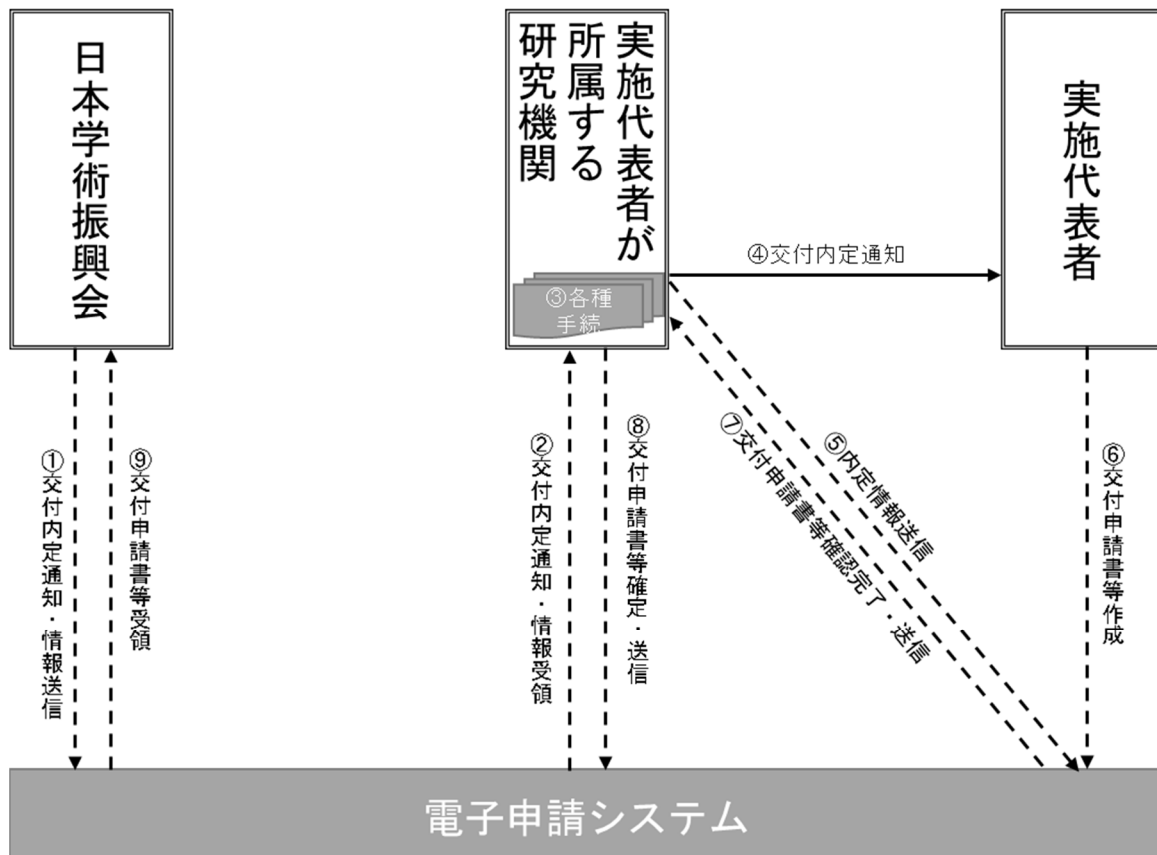 日本学術振興会
実施代表者が
所属する
研究機関
実施代表者
③各種
手続
④交付内定通知
①交付内定通知・情報送信
⑨交付申請書等受領
②交付内定通知・情報受領
⑧交付申請書等確定・送信
⑦交付申請書等確認完了・送信
⑤内定情報送信
⑥交付申請書等作成
電子申請システム